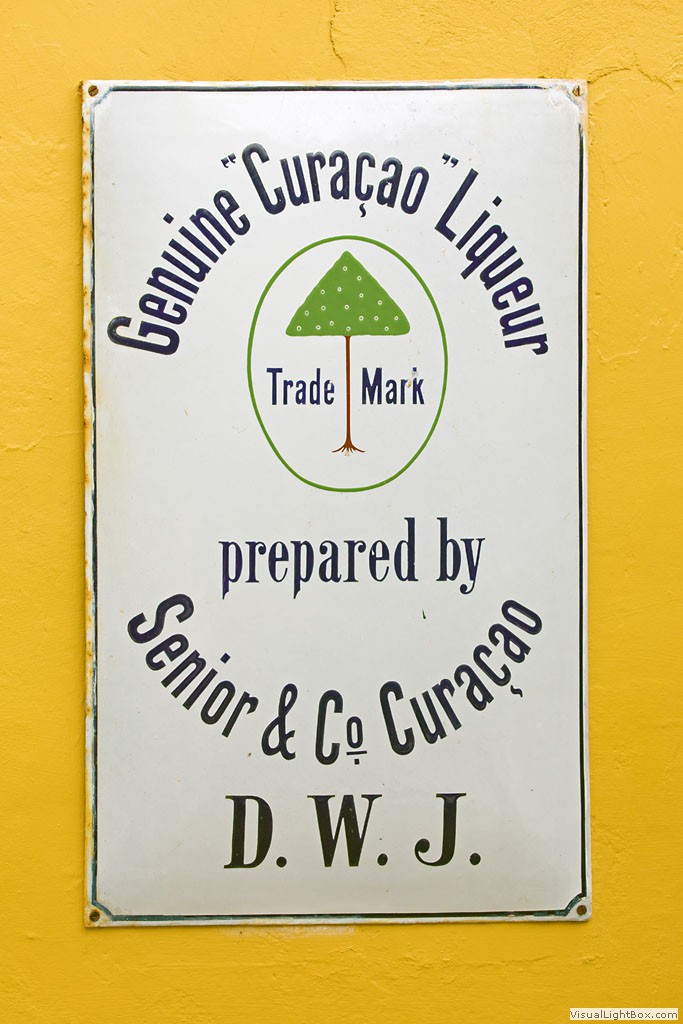 Genuine "Curaçao" Liqueur
Trade Mark
prepared by
Senior & Co. Curaçao
D. W. J.
VisualLightBox.com